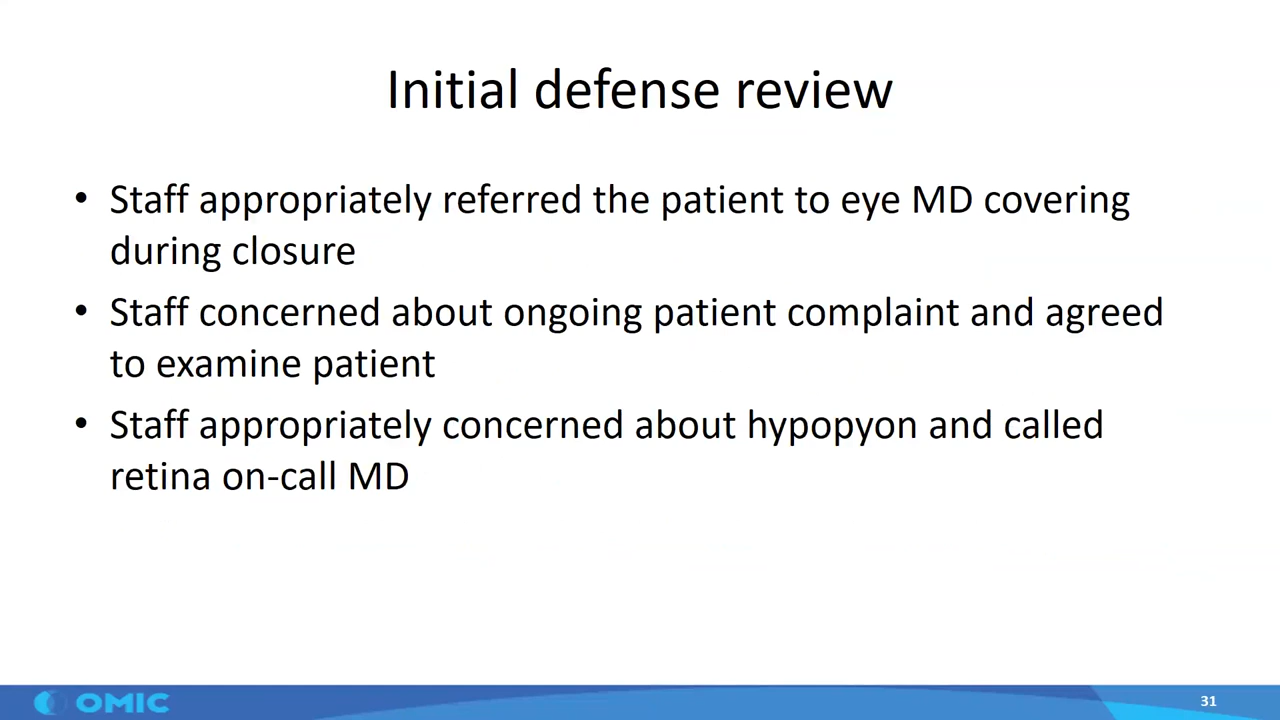 Initial defense review
• Staff appropriately referred the patient to eye MD covering
during closure
• Staff concerned about ongoing patient complaint and agreed
to examine patient
• Staff appropriately concerned about hypopyon and called
retina on-call MD
OMIC
31